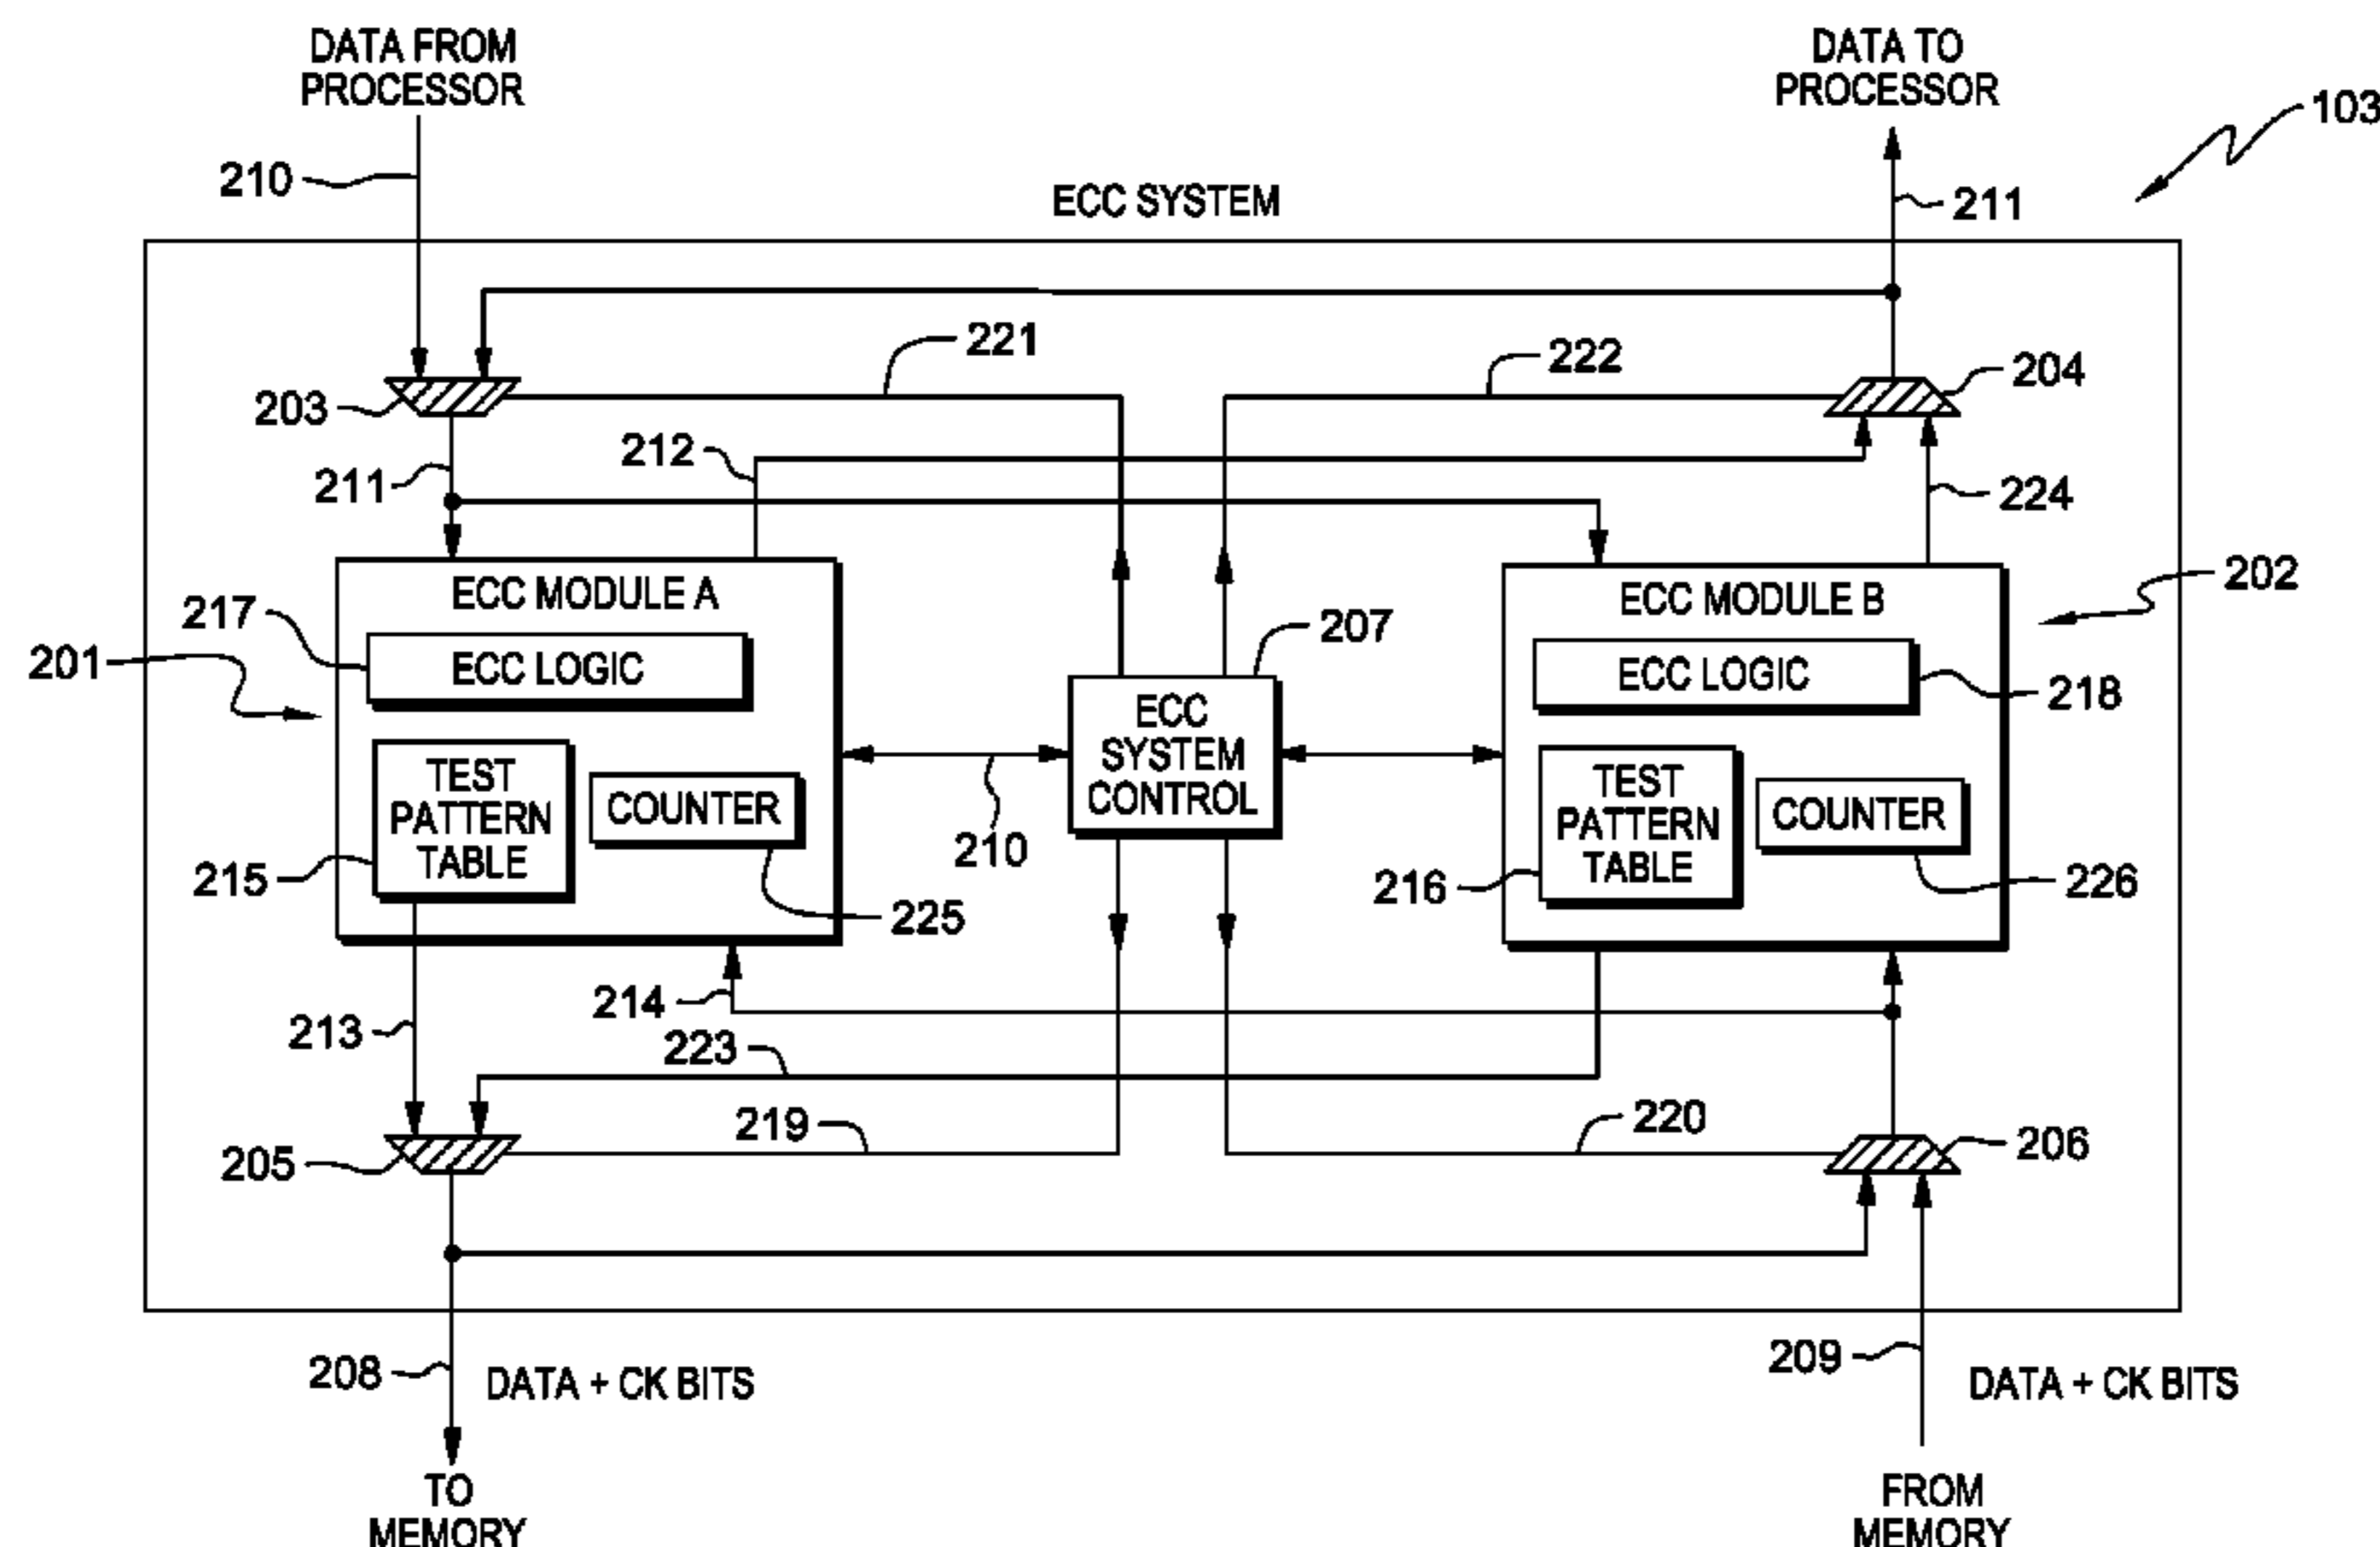 DATA FROM
PROCESSOR
DATA TO
PROCESSOR
103
210
211
ECC SYSTEM
221
222
203
204
211
212
224
ECC MODULE A
217
ECC LOGIC
201
TEST
PATTERN
TABLE
COUNTER
215
225
207
ECC
SYSTEM
CONTROL
210
ECC MODULE B
202
ECC LOGIC
218
TEST
PATTERN
TABLE
COUNTER
216
226
213
214
223
219
220
205
206
208
DATA + CK BITS
209
DATA + CK BITS
TO
MEMORY
FROM
MEMORY